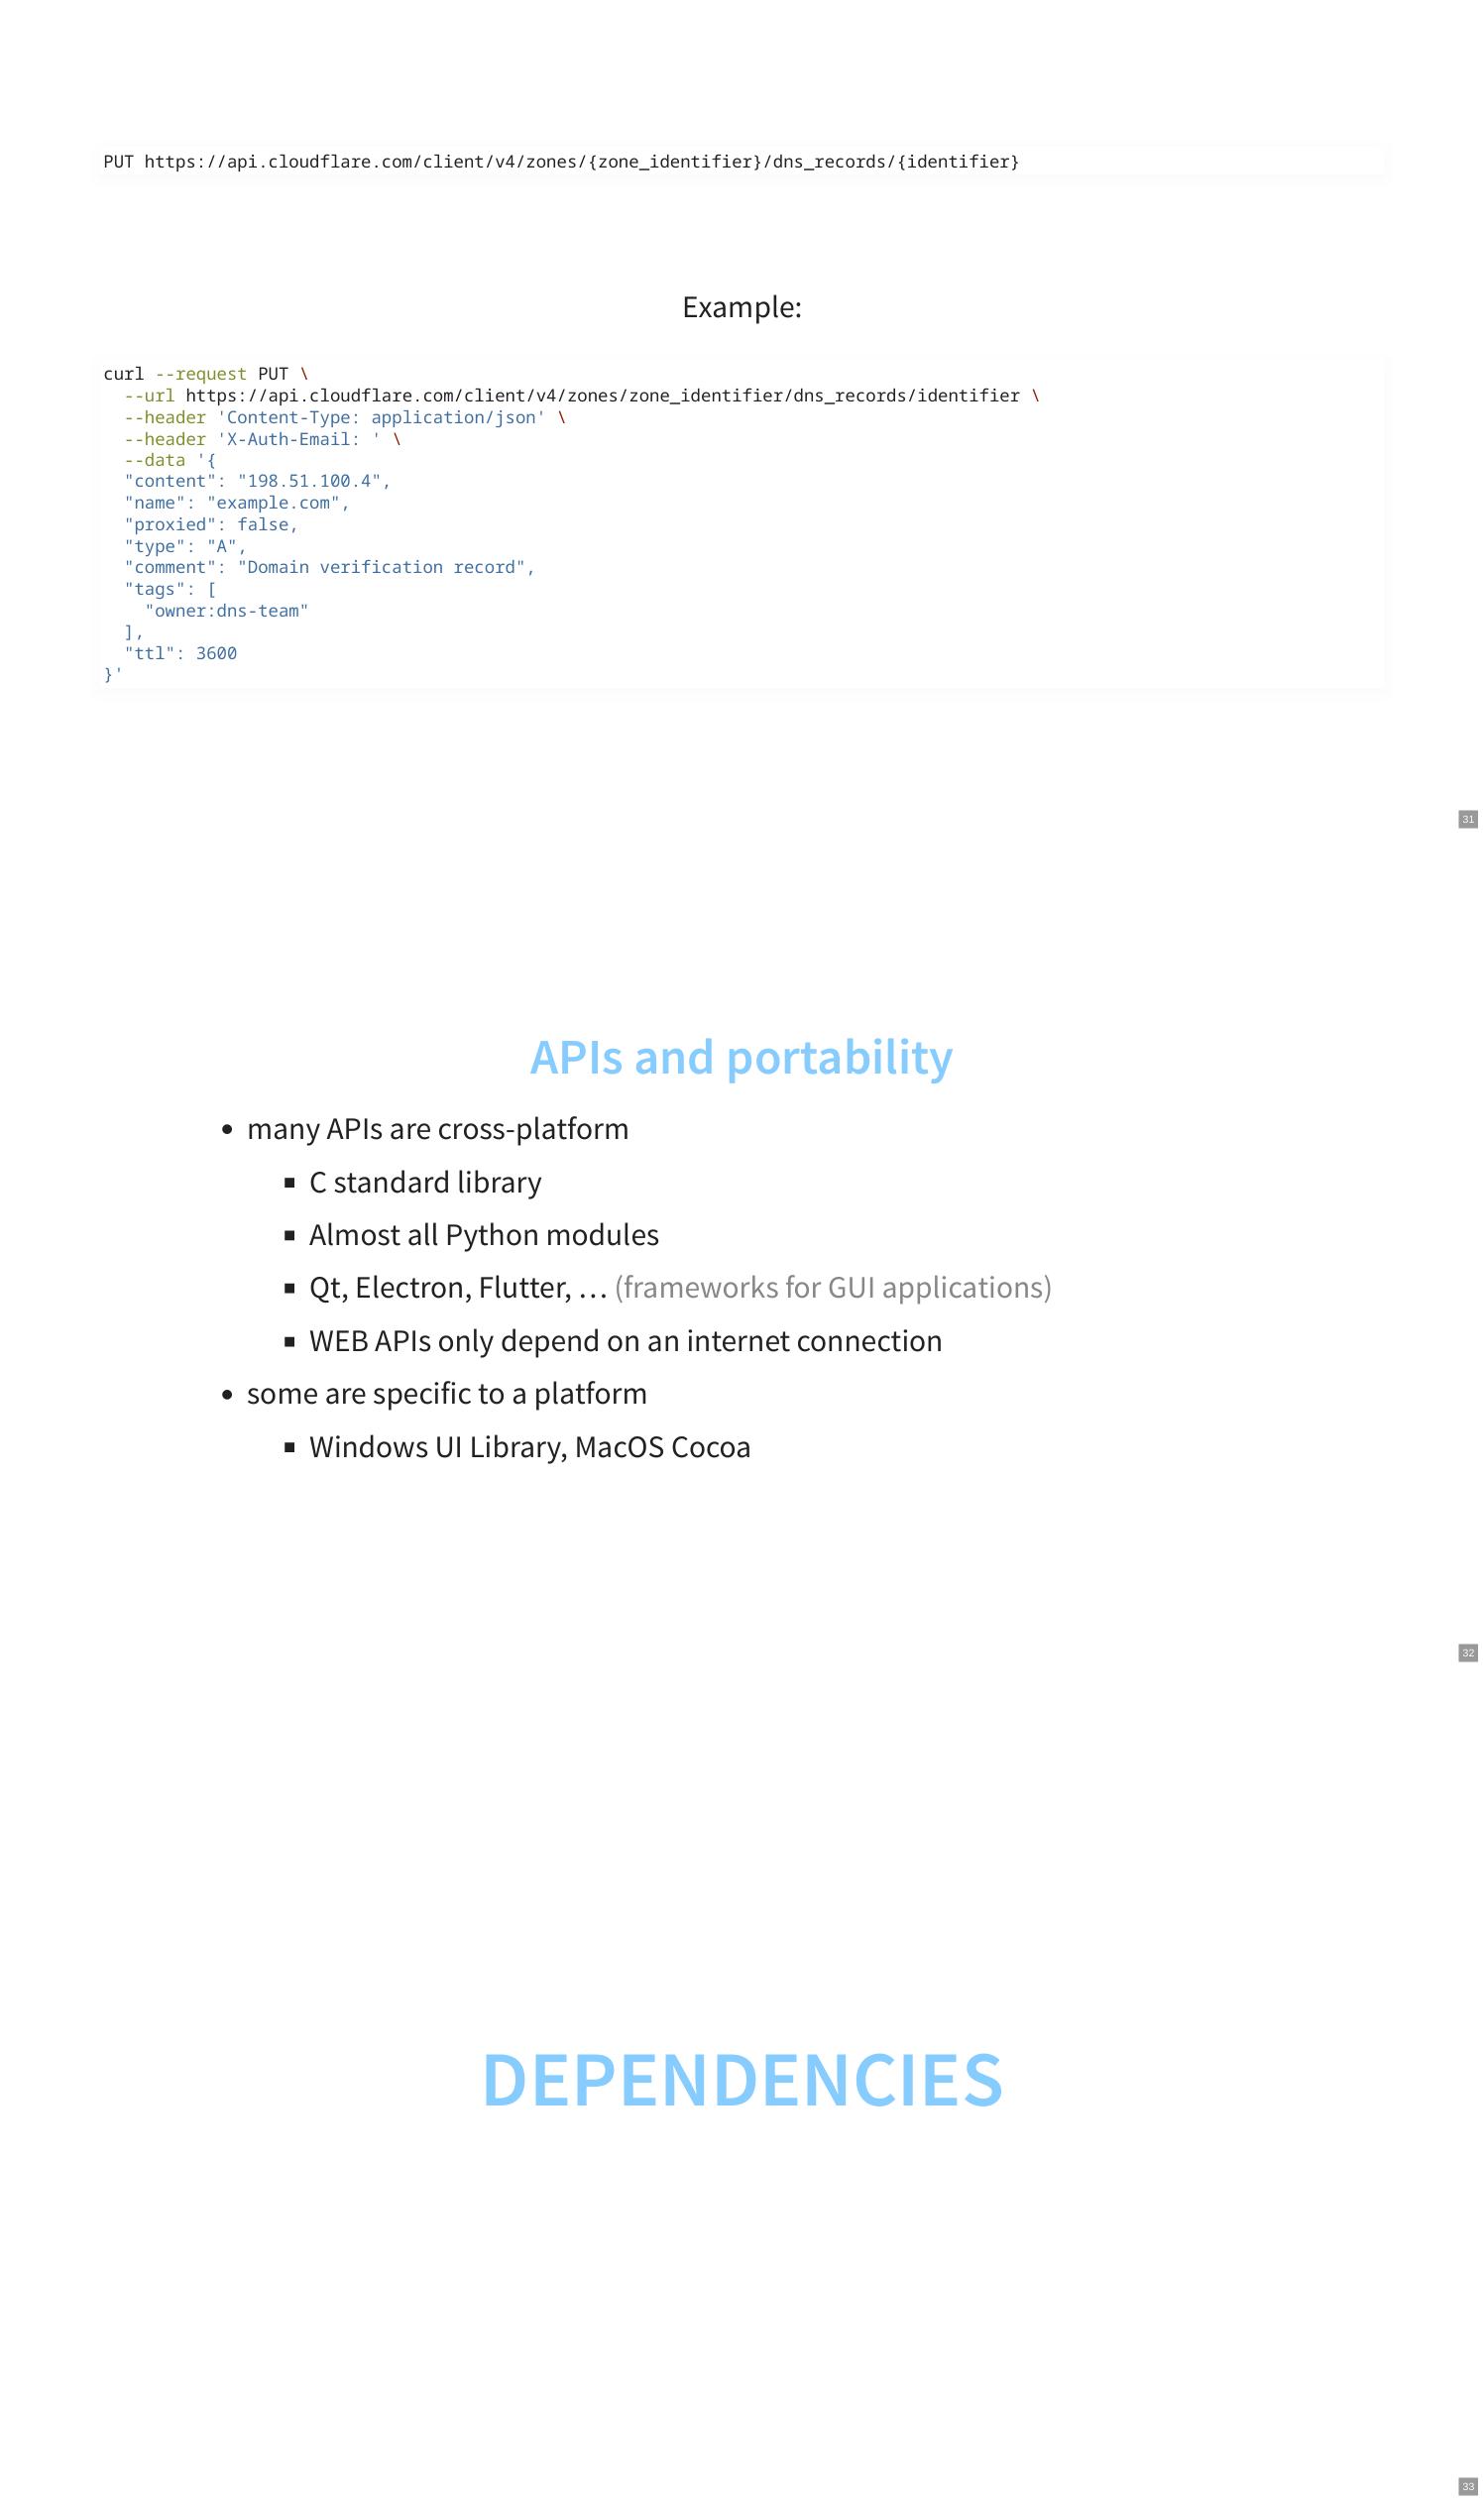 PUT https://api.cloudflare.com/client/v4/zones/{zone_identifier}/dns_records/{identifier}
Example:
curl --request PUT \
  --url https://api.cloudflare.com/client/v4/zones/zone_identifier/dns_records/identifier \
  --header 'Content-Type: application/json' \
  --header 'X-Auth-Email: ' \
  --data '{
  "content": "198.51.100.4",
  "name": "example.com",
  "proxied": false,
  "type": "A",
  "comment": "Domain verification record",
  "tags": [
    "owner:dns-team"
  ],
  "ttl": 3600
}'
31
APIs and portability
• many APIs are cross-platform
▪ C standard library
▪ Almost all Python modules
▪ Qt, Electron, Flutter, … (frameworks for GUI applications)
▪ WEB APIs only depend on an internet connection
• some are specific to a platform
▪ Windows UI Library, MacOS Cocoa
32
DEPENDENCIES
33